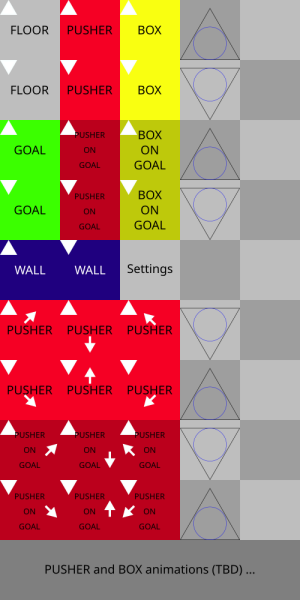 FLOOR PUSHER BOX
FLOOR PUSHER BOX
GOAL PUSHER ON GOAL BOX ON GOAL
GOAL PUSHER ON GOAL BOX ON GOAL
WALL WALL Settings
PUSHER PUSHER PUSHER
PUSHER PUSHER PUSHER
PUSHER ON GOAL PUSHER ON GOAL PUSHER ON GOAL
PUSHER ON GOAL PUSHER ON GOAL PUSHER ON GOAL
PUSHER and BOX animations (TBD) ...